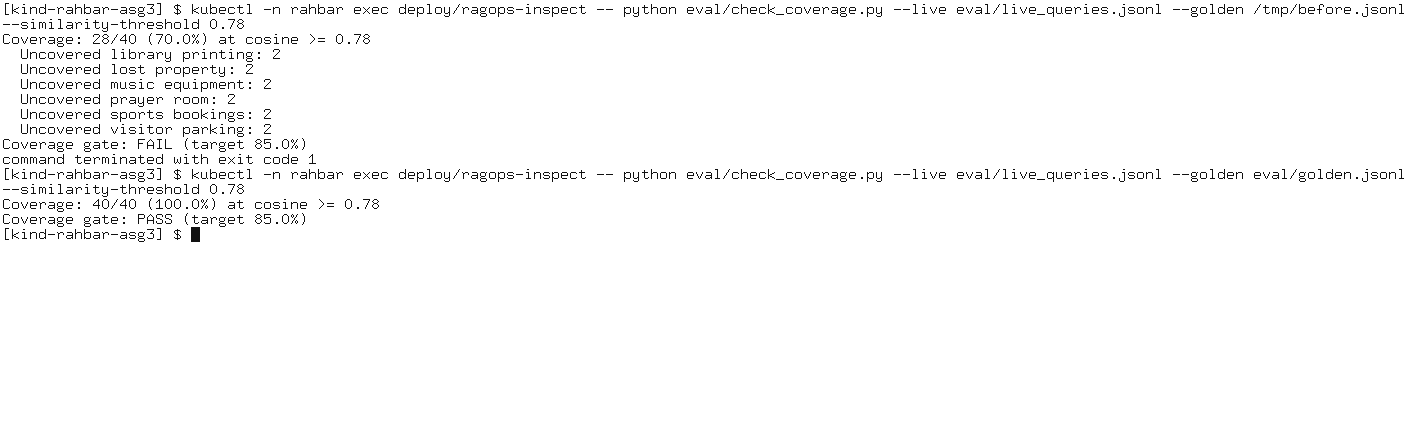 [kind-rahbar-asg3] $ kubectl -n rahbar exec deploy/ragops-inspect -- python eval/check_coverage.py --live eval/live_queries.jsonl --golden /tmp/before.jsonl
--similarity-threshold 0.78
Coverage: 28/40 (70.0%) at cosine >= 0.78
  Uncovered library printing: 2
  Uncovered lost property: 2
  Uncovered music equipment: 2
  Uncovered prayer room: 2
  Uncovered sports bookings: 2
  Uncovered visitor parking: 2
Coverage gate: FAIL (target 85.0%)
command terminated with exit code 1
[kind-rahbar-asg3] $ kubectl -n rahbar exec deploy/ragops-inspect -- python eval/check_coverage.py --live eval/live_queries.jsonl --golden eval/golden.jsonl
--similarity-threshold 0.78
Coverage: 40/40 (100.0%) at cosine >= 0.78
Coverage gate: PASS (target 85.0%)
[kind-rahbar-asg3] $